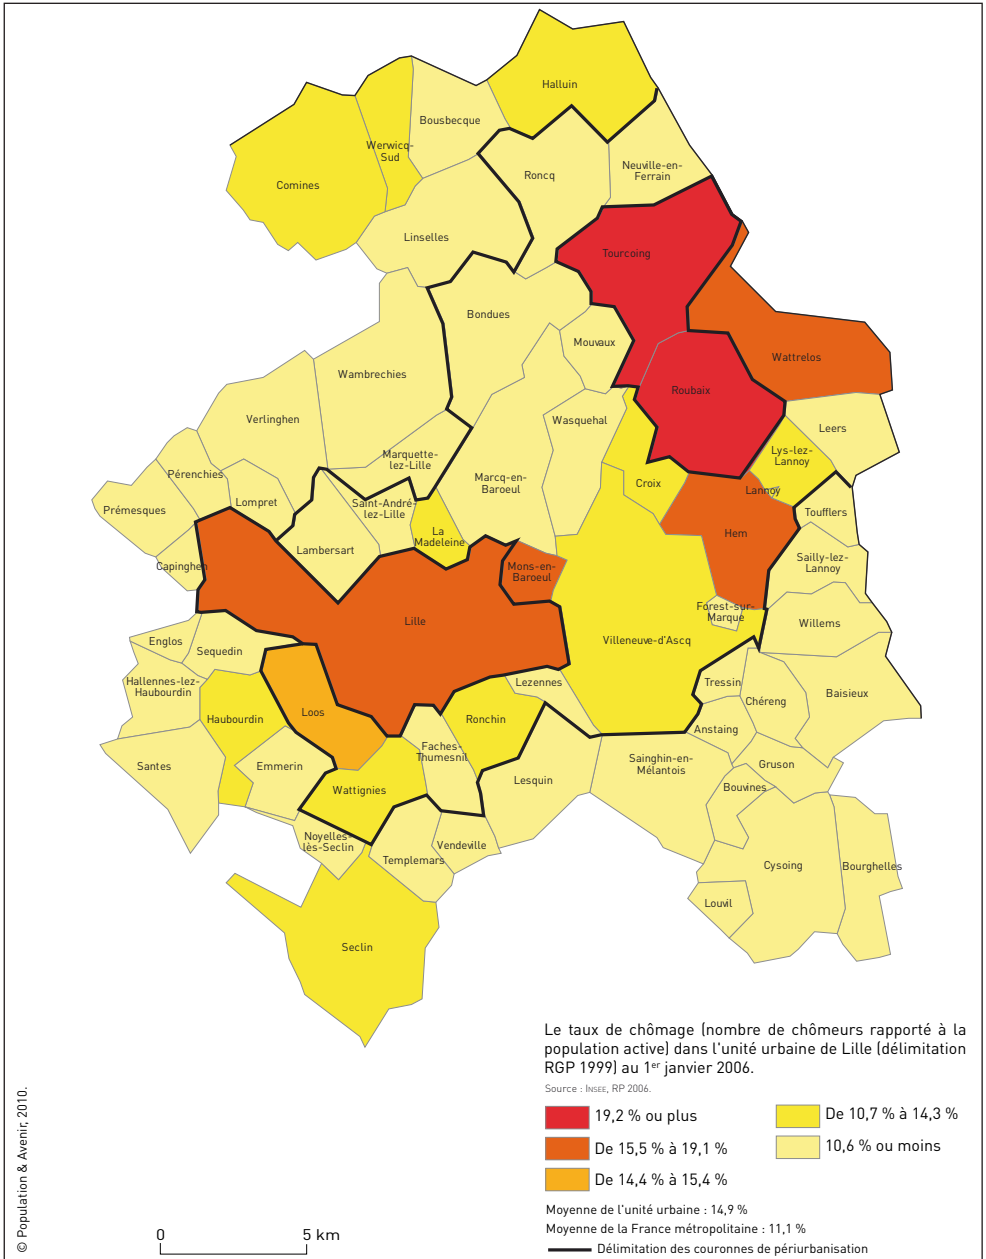 Halluin
Bousbecque
Werwicq-
Sud
Comines
Roncq
Neuville-en-
Ferrain
Linselles
Tourcoing
Bondues
Mouvaux
Wattrelos
Wambrechies
Roubaix
Verlinghen
Wasquehal
Leers
Marquette-
lez-Lille
Lys-lez-
Lannoy
Pérenchies
Marcq-en-
Baroeul
Croix
Lannoy
Prémesques
Lompret
Saint-André-
lez-Lille
Toufflers
La
Madeleine
Hem
Lambersart
Sailly-lez-
Lannoy
Capinghem
Mons-en-
Baroeul
Forest-sur-
Marque
Lille
Willems
Englos
Sequedin
Villeneuve-d'Ascq
Hallennes-lez-
Haubourdin
Lezennes
Tressin
Chéreng
Baisieux
Haubourdin
Loos
Ronchin
Anstaing
Faches-
Thumesnil
Santes
Emmerin
Lesquin
Sainghin-en-
Mélantois
Gruson
Wattignies
Bouvines
Noyelles-
lès-Seclin
Vendeville
Templemars
Cysoing
Bourghelles
Louvil
Seclin
Le taux de chômage (nombre de chômeurs rapporté à la
population active) dans l'unité urbaine de Lille (délimitation
RGP 1999) au 1er janvier 2006.
Source : Insee, RP 2006.
19,2 % ou plus
De 15,5 % à 19,1 %
De 14,4 % à 15,4 %
De 10,7 % à 14,3 %
10,6 % ou moins
Moyenne de l'unité urbaine : 14,9 %
Moyenne de la France métropolitaine : 11,1 %
Délimitation des couronnes de périurbanisation
0 5 km
© Population & Avenir, 2010.